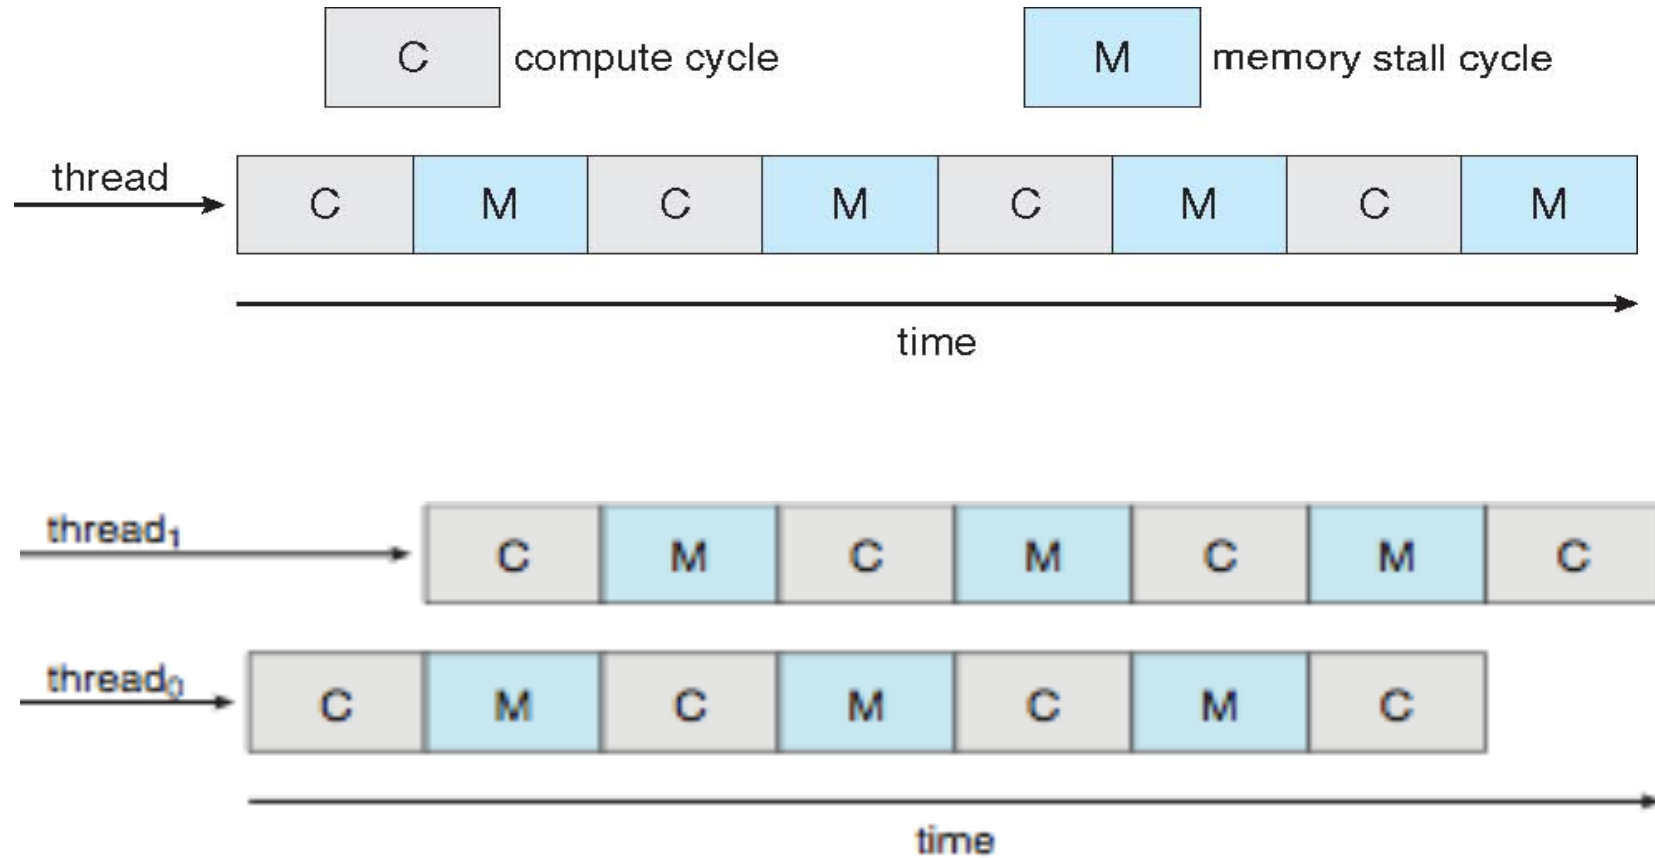 C compute cycle M memory stall cycle
thread C M C M C M C M
time
thread₁ C M C M C M C
thread₀ C M C M C M C
time